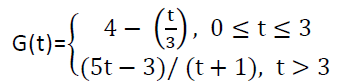 G(t)= { 4 − (t/3), 0 ≤ t ≤ 3
(5t − 3)/ (t + 1), t > 3